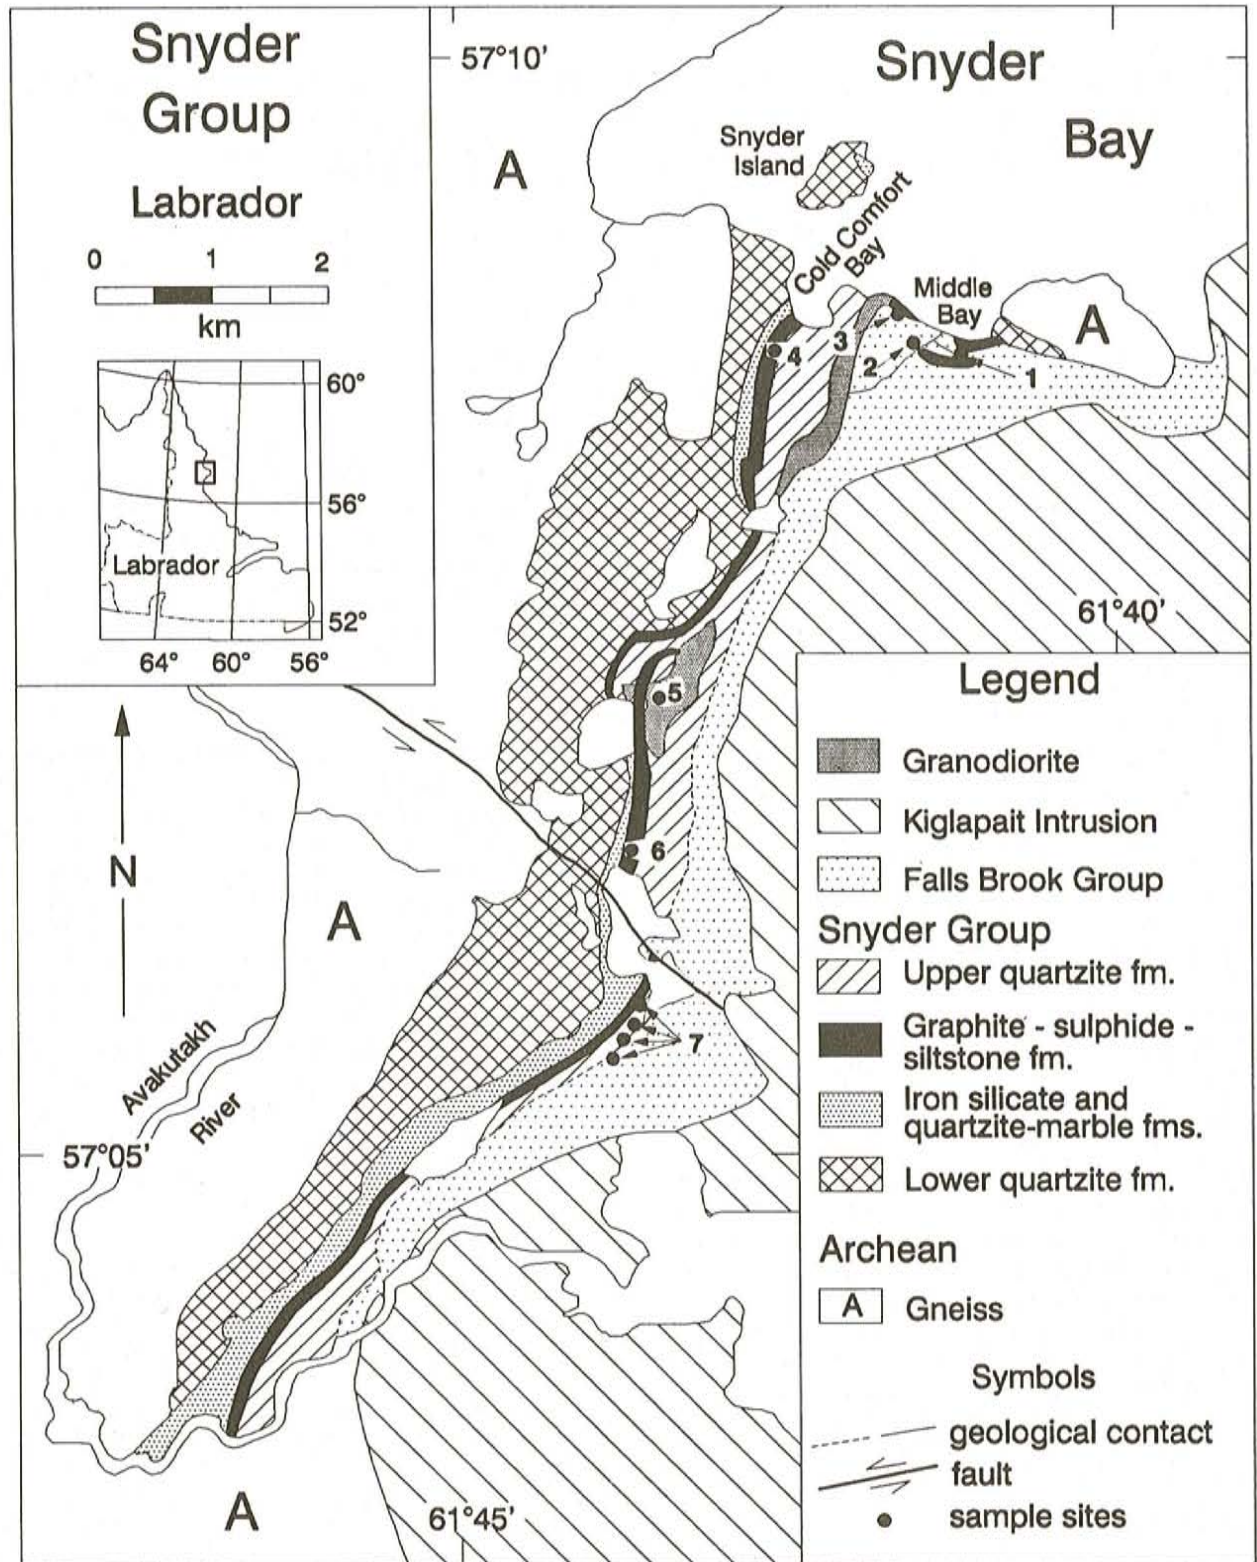 Snyder
Group
Labrador
0 1 2
km
60°
56°
Labrador
52°
64° 60° 56°
57°10'
Snyder
Bay
A
Snyder
Island
Cold Comfort
Bay
Middle
Bay
A
3
4
2
1
61°40'
5
6
N
A
7
Avakutakh
River
57°05'
A
61°45'
Legend
Granodiorite
Kiglapait Intrusion
Falls Brook Group
Snyder Group
Upper quartzite fm.
Graphite - sulphide -
siltstone fm.
Iron silicate and
quartzite-marble fms.
Lower quartzite fm.
Archean
A Gneiss
Symbols
geological contact
fault
sample sites